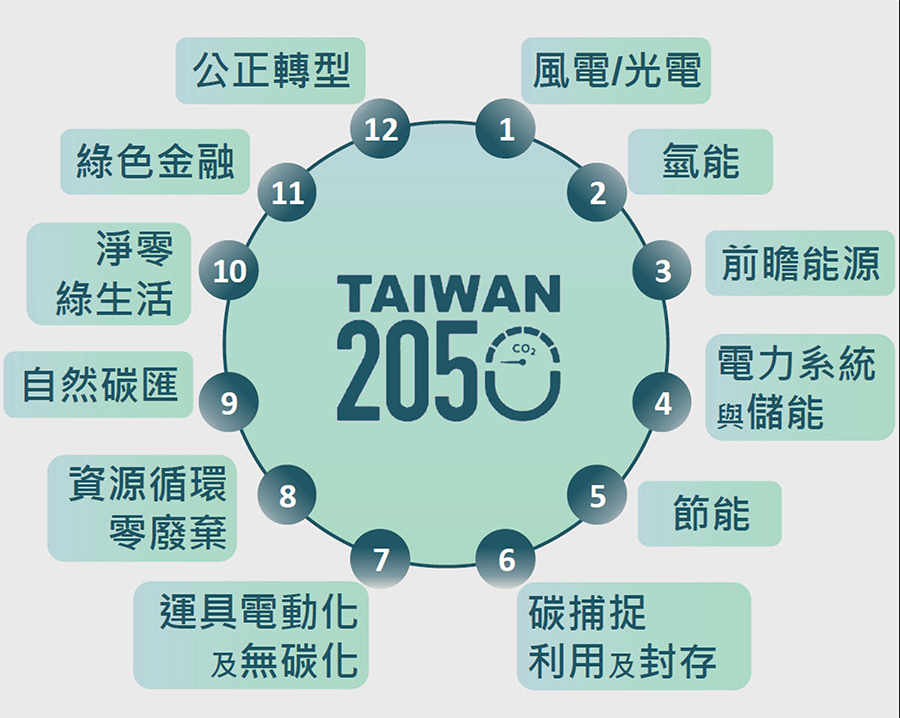 公正轉型
風電/光電
12
1
綠色金融
氫能
11
2
淨零
綠生活
前瞻能源
10
3
TAIWAN
2050
CO₂
電力系統
與儲能
自然碳匯
9
4
資源循環
零廢棄
節能
8
5
7
6
運具電動化
及無碳化
碳捕捉
利用及封存